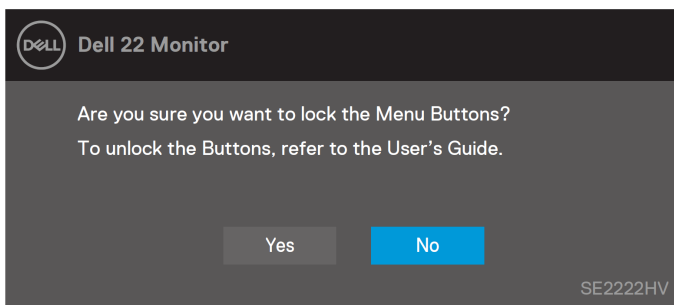 DELL Dell 22 Monitor
Are you sure you want to lock the Menu Buttons?
To unlock the Buttons, refer to the User's Guide.
Yes No
SE2222HV